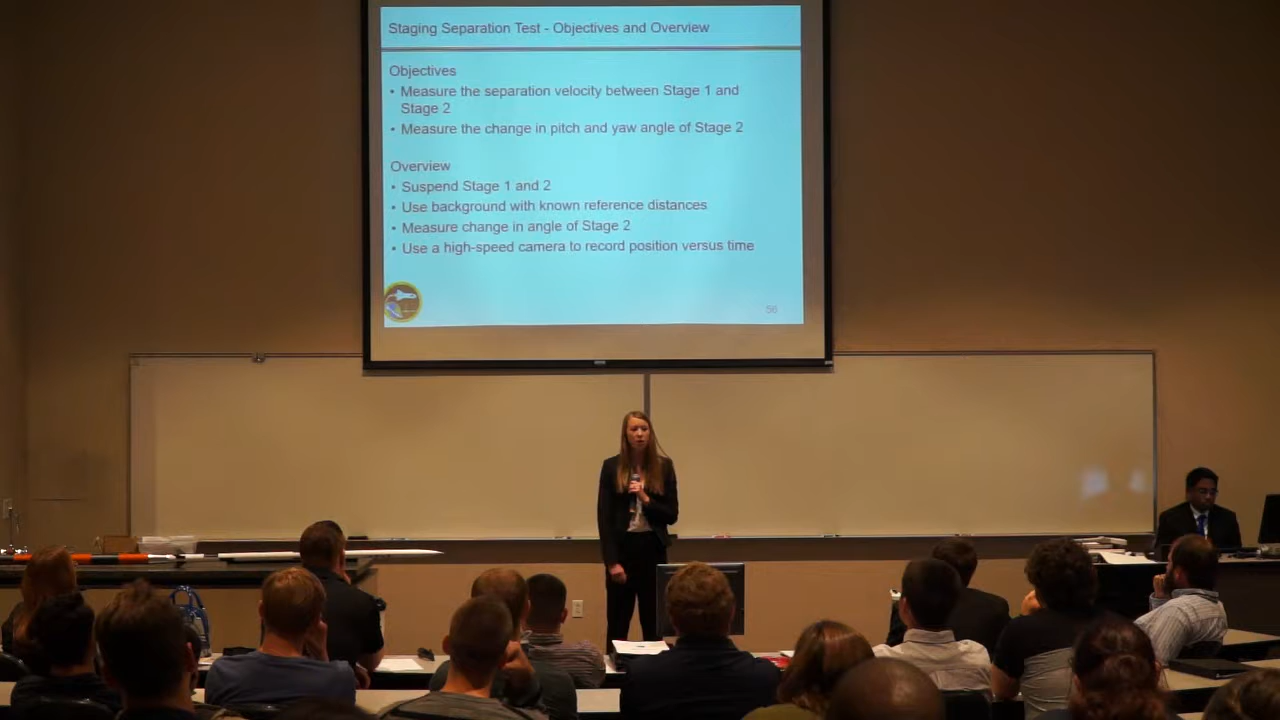 Staging Separation Test - Objectives and Overview
Objectives
• Measure the separation velocity between Stage 1 and
Stage 2
• Measure the change in pitch and yaw angle of Stage 2
Overview
• Suspend Stage 1 and 2
• Use background with known reference distances
• Measure change in angle of Stage 2
• Use a high-speed camera to record position versus time
56